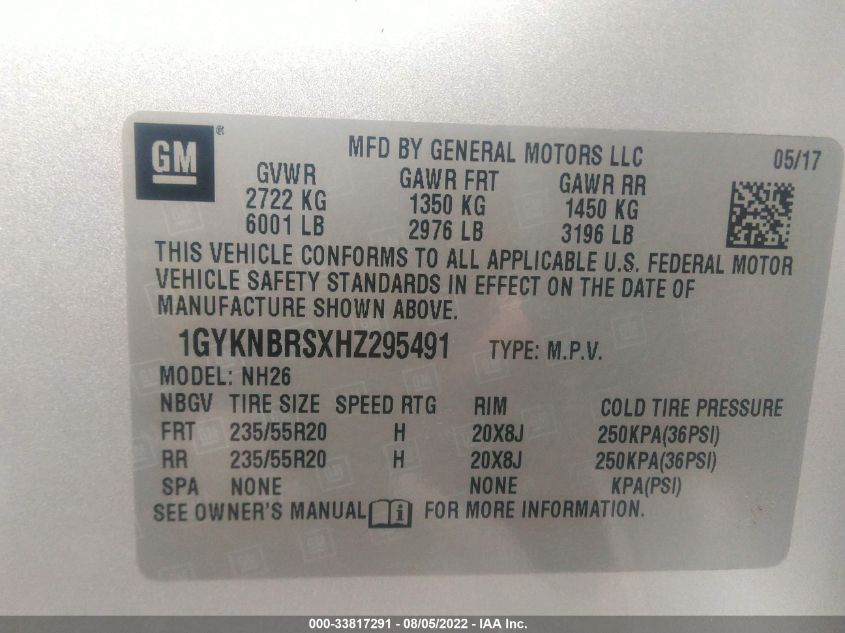 GM®
MFD BY GENERAL MOTORS LLC 05/17
GVWR GAWR FRT GAWR RR
2722 KG 1350 KG 1450 KG
6001 LB 2976 LB 3196 LB
THIS VEHICLE CONFORMS TO ALL APPLICABLE U.S. FEDERAL MOTOR
VEHICLE SAFETY STANDARDS IN EFFECT ON THE DATE OF
MANUFACTURE SHOWN ABOVE.
1GYKNBRSXHZ295491 TYPE: M.P.V.
MODEL: NH26
NBGV TIRE SIZE SPEED RTG RIM COLD TIRE PRESSURE
FRT 235/55R20 H 20X8J 250KPA(36PSI)
RR 235/55R20 H 20X8J 250KPA(36PSI)
SPA NONE NONE KPA(PSI)
SEE OWNER'S MANUAL i FOR MORE INFORMATION.
000-33817291 - 08/05/2022 - IAA Inc.